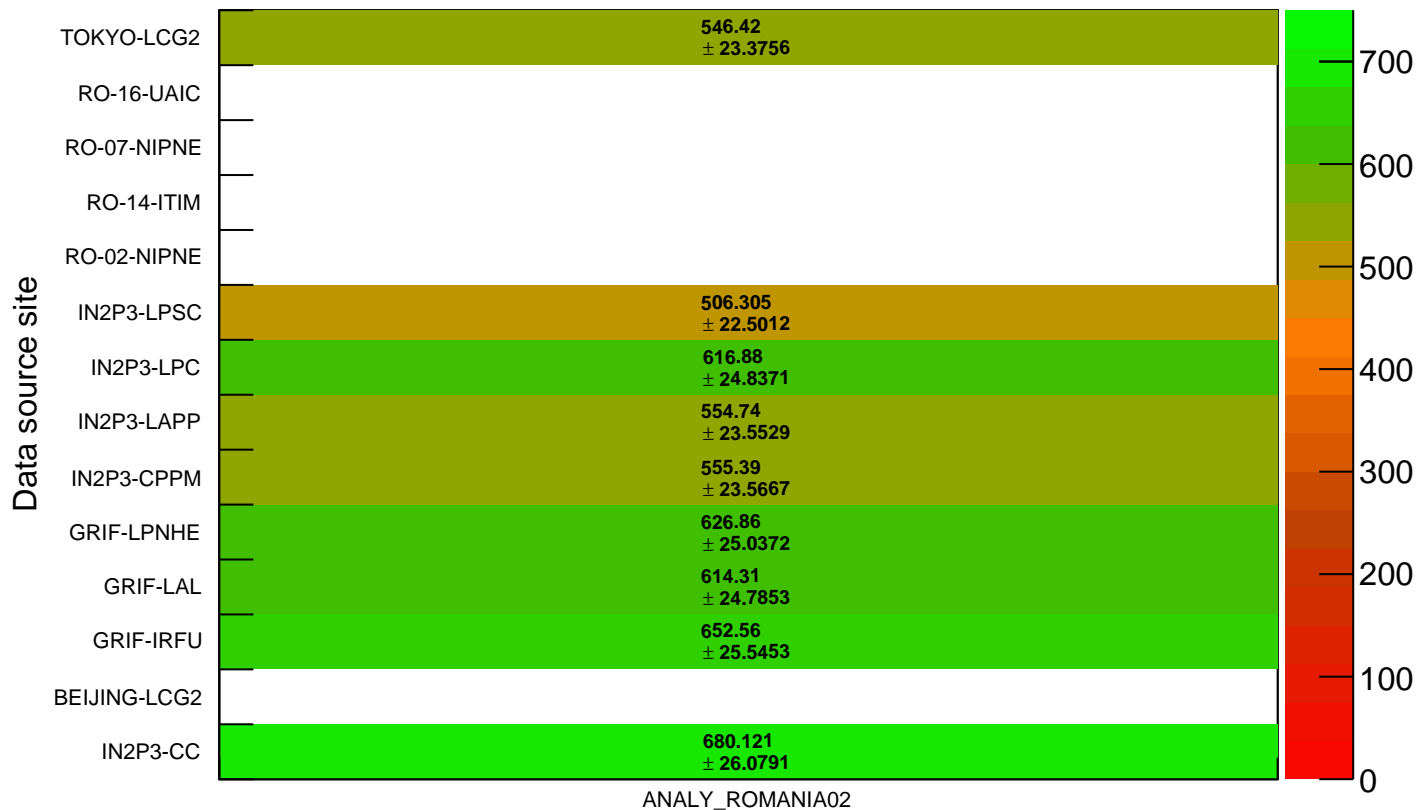 TOKYO-LCG2
546.42
± 23.3756
RO-16-UAIC
RO-07-NIPNE
RO-14-ITIM
RO-02-NIPNE
IN2P3-LPSC
506.305
± 22.5012
IN2P3-LPC
616.88
± 24.8371
IN2P3-LAPP
554.74
± 23.5529
IN2P3-CPPM
555.39
± 23.5667
GRIF-LPNHE
626.86
± 25.0372
GRIF-LAL
614.31
± 24.7853
GRIF-IRFU
652.56
± 25.5453
BEIJING-LCG2
IN2P3-CC
680.121
± 26.0791
Data source site
ANALY_ROMANIA02
700
600
500
400
300
200
100
0